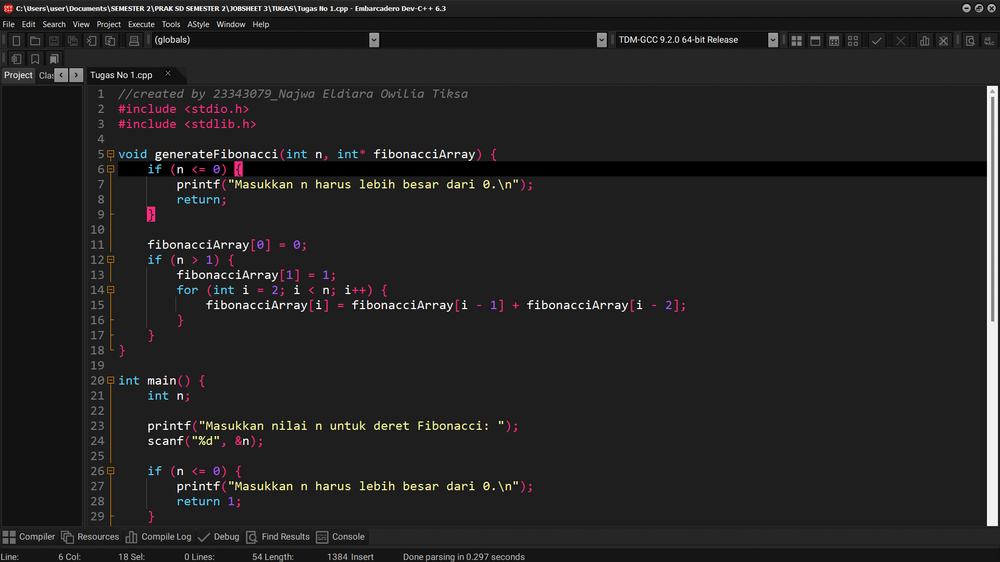 C:\Users\user\Documents\SEMESTER 2\PRAK SD SEMESTER 2\JOBSHEET 3\TUGAS\Tugas No 1.cpp - Embarcadero Dev-C++ 6.3
File Edit Search View Project Execute Tools AStyle Window Help
(globals) TDM-GCC 9.2.0 64-bit Release
Project Clas Tugas No 1.cpp
1 //created by 23343079_Najwa Eldiara Owilia Tiksa
2 #include <stdio.h>
3 #include <stdlib.h>
4
5 void generateFibonacci(int n, int* fibonacciArray) {
6     if (n <= 0) {
7         printf("Masukkan n harus lebih besar dari 0.\n");
8         return;
9     }
10
11     fibonacciArray[0] = 0;
12     if (n > 1) {
13         fibonacciArray[1] = 1;
14         for (int i = 2; i < n; i++) {
15             fibonacciArray[i] = fibonacciArray[i - 1] + fibonacciArray[i - 2];
16         }
17     }
18 }
19
20 int main() {
21     int n;
22
23     printf("Masukkan nilai n untuk deret Fibonacci: ");
24     scanf("%d", &n);
25
26     if (n <= 0) {
27         printf("Masukkan n harus lebih besar dari 0.\n");
28         return 1;
29     }
Compiler Resources Compile Log Debug Find Results Console
Line: 6 Col: 18 Sel: 0 Lines: 54 Length: 1384 Insert Done parsing in 0.297 seconds